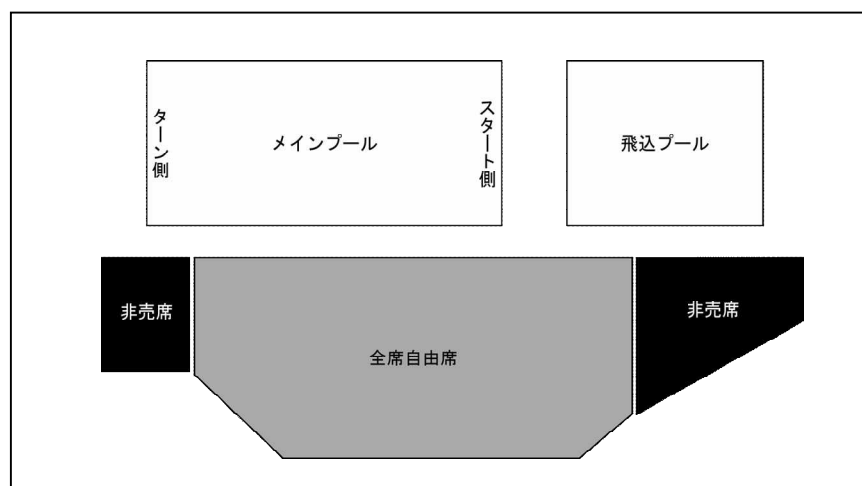 ターン側
メインプール
スタート側
飛込プール
非売席
全席自由席
非売席